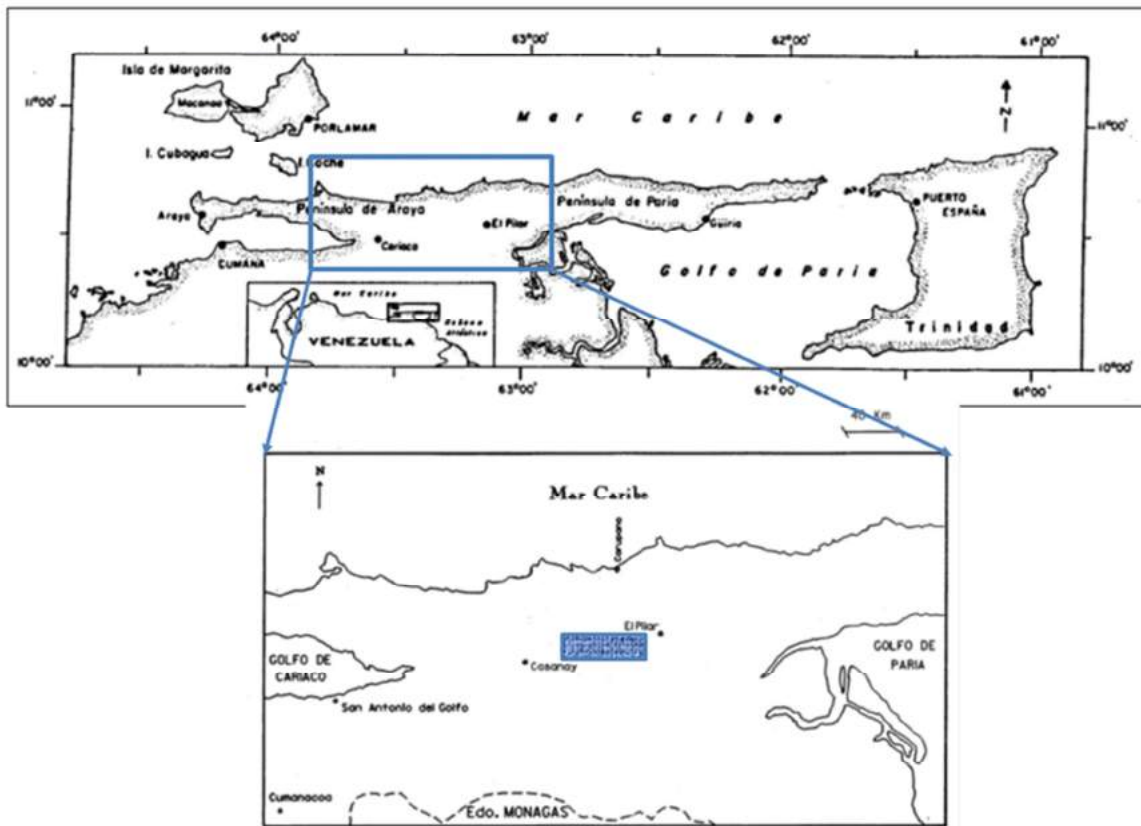 64°00'
63°00'
62°00'
61°00'
Isla de Margarita
11°00'
Macanao
PORLAMAR
Mar Caribe
N
11°00'
I. Cubagua
I. Coche
Península de Araya
Península de Paria
Araya
El Pilar
Güiria
PUERTO
ESPAÑA
Cariaco
CUMANA
Golfo de Paria
Mar Caribe
Trinidad
VENEZUELA
10°00'
10°00'
64°00'
63°00'
62°00'
61°00'
40 Km
N
Mar Caribe
Carupano
El Pilar
GOLFO DE
CARIACO
Casanay
GOLFO DE
PARIA
San Antonio del Golfo
Cumanacoa
Edo. MONAGAS